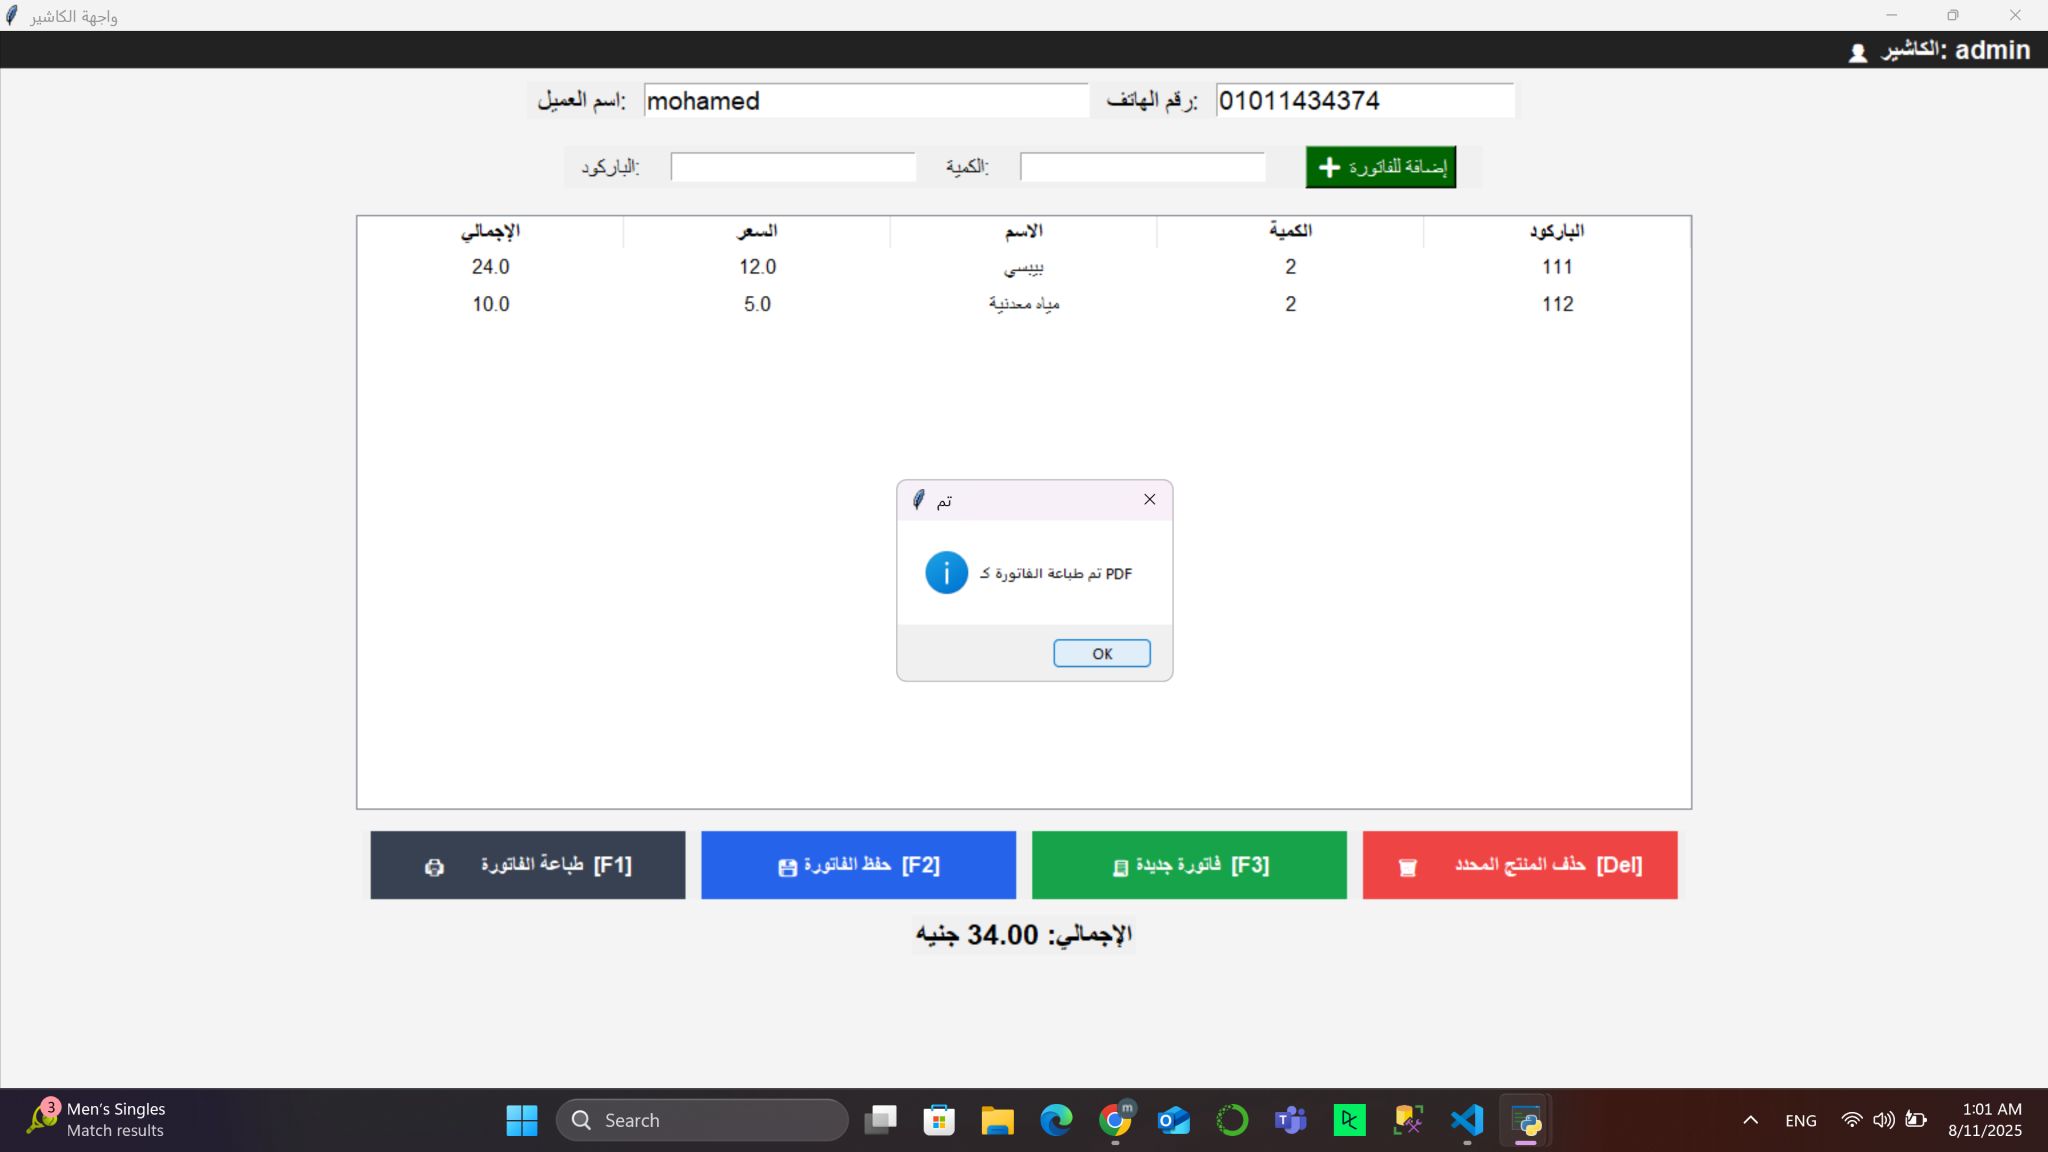 واجهة الكاشير
الكاشير: admin
اسم العميل: mohamed رقم الهاتف: 01011434374
الباركود: الكمية: إضافة للفاتورة
الإجمالي السعر الاسم الكمية الباركود
24.0 12.0 بيبسي 2 111
10.0 5.0 مياه معدنية 2 112
تم
تم طباعة الفاتورة كـ PDF
OK
طباعة الفاتورة [F1] حفظ الفاتورة [F2] فاتورة جديدة [F3] حذف المنتج المحدد [Del]
الإجمالي: 34.00 جنيه
3 Men's Singles
Match results
Search
m
ENG
1:01 AM
8/11/2025